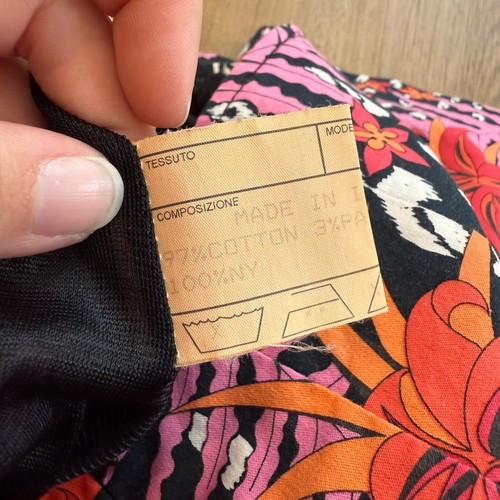 TESSUTO
MODE
COMPOSIZIONE
MADE IN I
97%COTTON 3%PA
100%NY